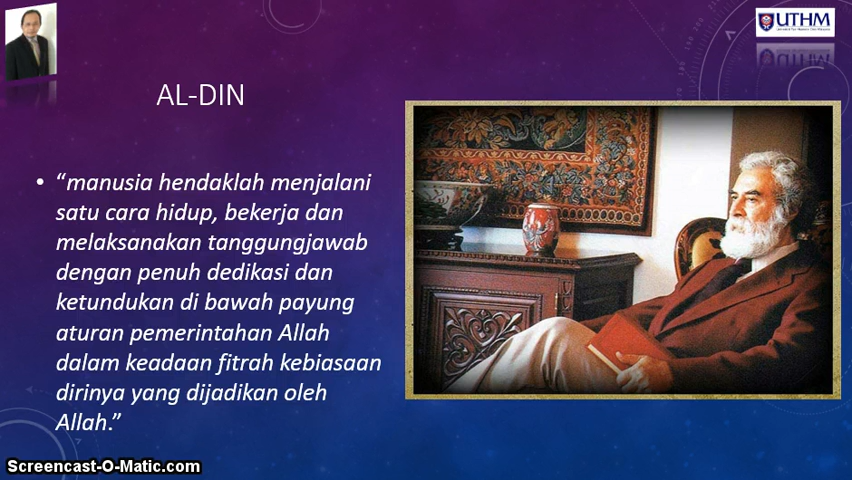 UTHM
AL-DIN
• “manusia hendaklah menjalani
satu cara hidup, bekerja dan
melaksanakan tanggungjawab
dengan penuh dedikasi dan
ketundukan di bawah payung
aturan pemerintahan Allah
dalam keadaan fitrah kebiasaan
dirinya yang dijadikan oleh
Allah.”
Screencast-O-Matic.com